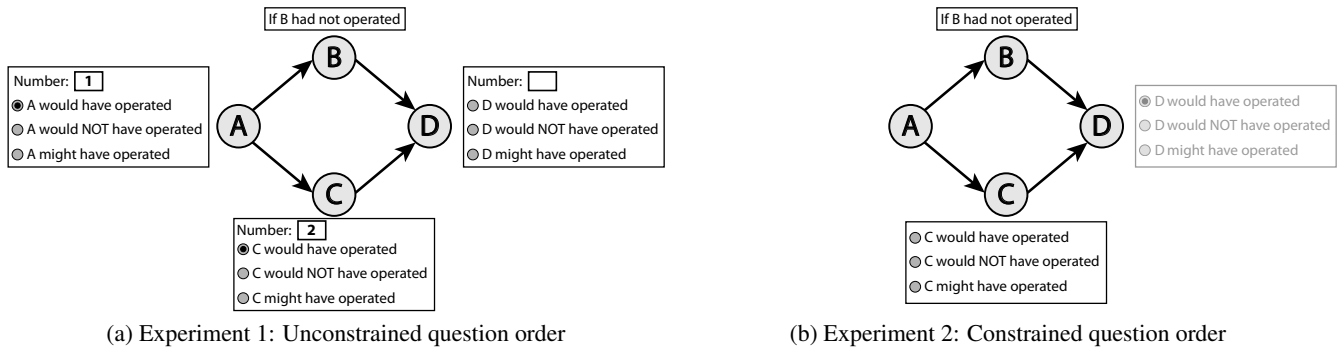 If B had not operated
B
Number: 1
A would have operated
A would NOT have operated
A might have operated
A
D
Number:
D would have operated
D would NOT have operated
D might have operated
C
Number: 2
C would have operated
C would NOT have operated
C might have operated
(a) Experiment 1: Unconstrained question order
If B had not operated
B
A
D
D would have operated
D would NOT have operated
D might have operated
C
C would have operated
C would NOT have operated
C might have operated
(b) Experiment 2: Constrained question order